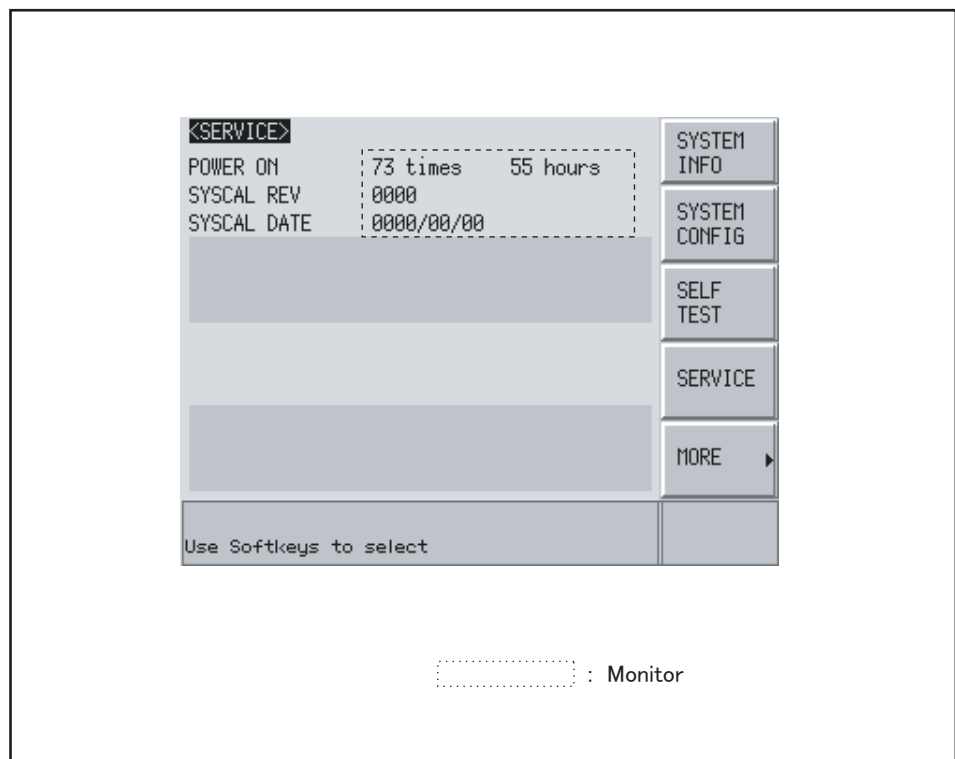 <SERVICE>
POWER ON 73 times 55 hours
SYSCAL REV 0000
SYSCAL DATE 0000/00/00
SYSTEM
INFO
SYSTEM
CONFIG
SELF
TEST
SERVICE
MORE
Use Softkeys to select
: Monitor